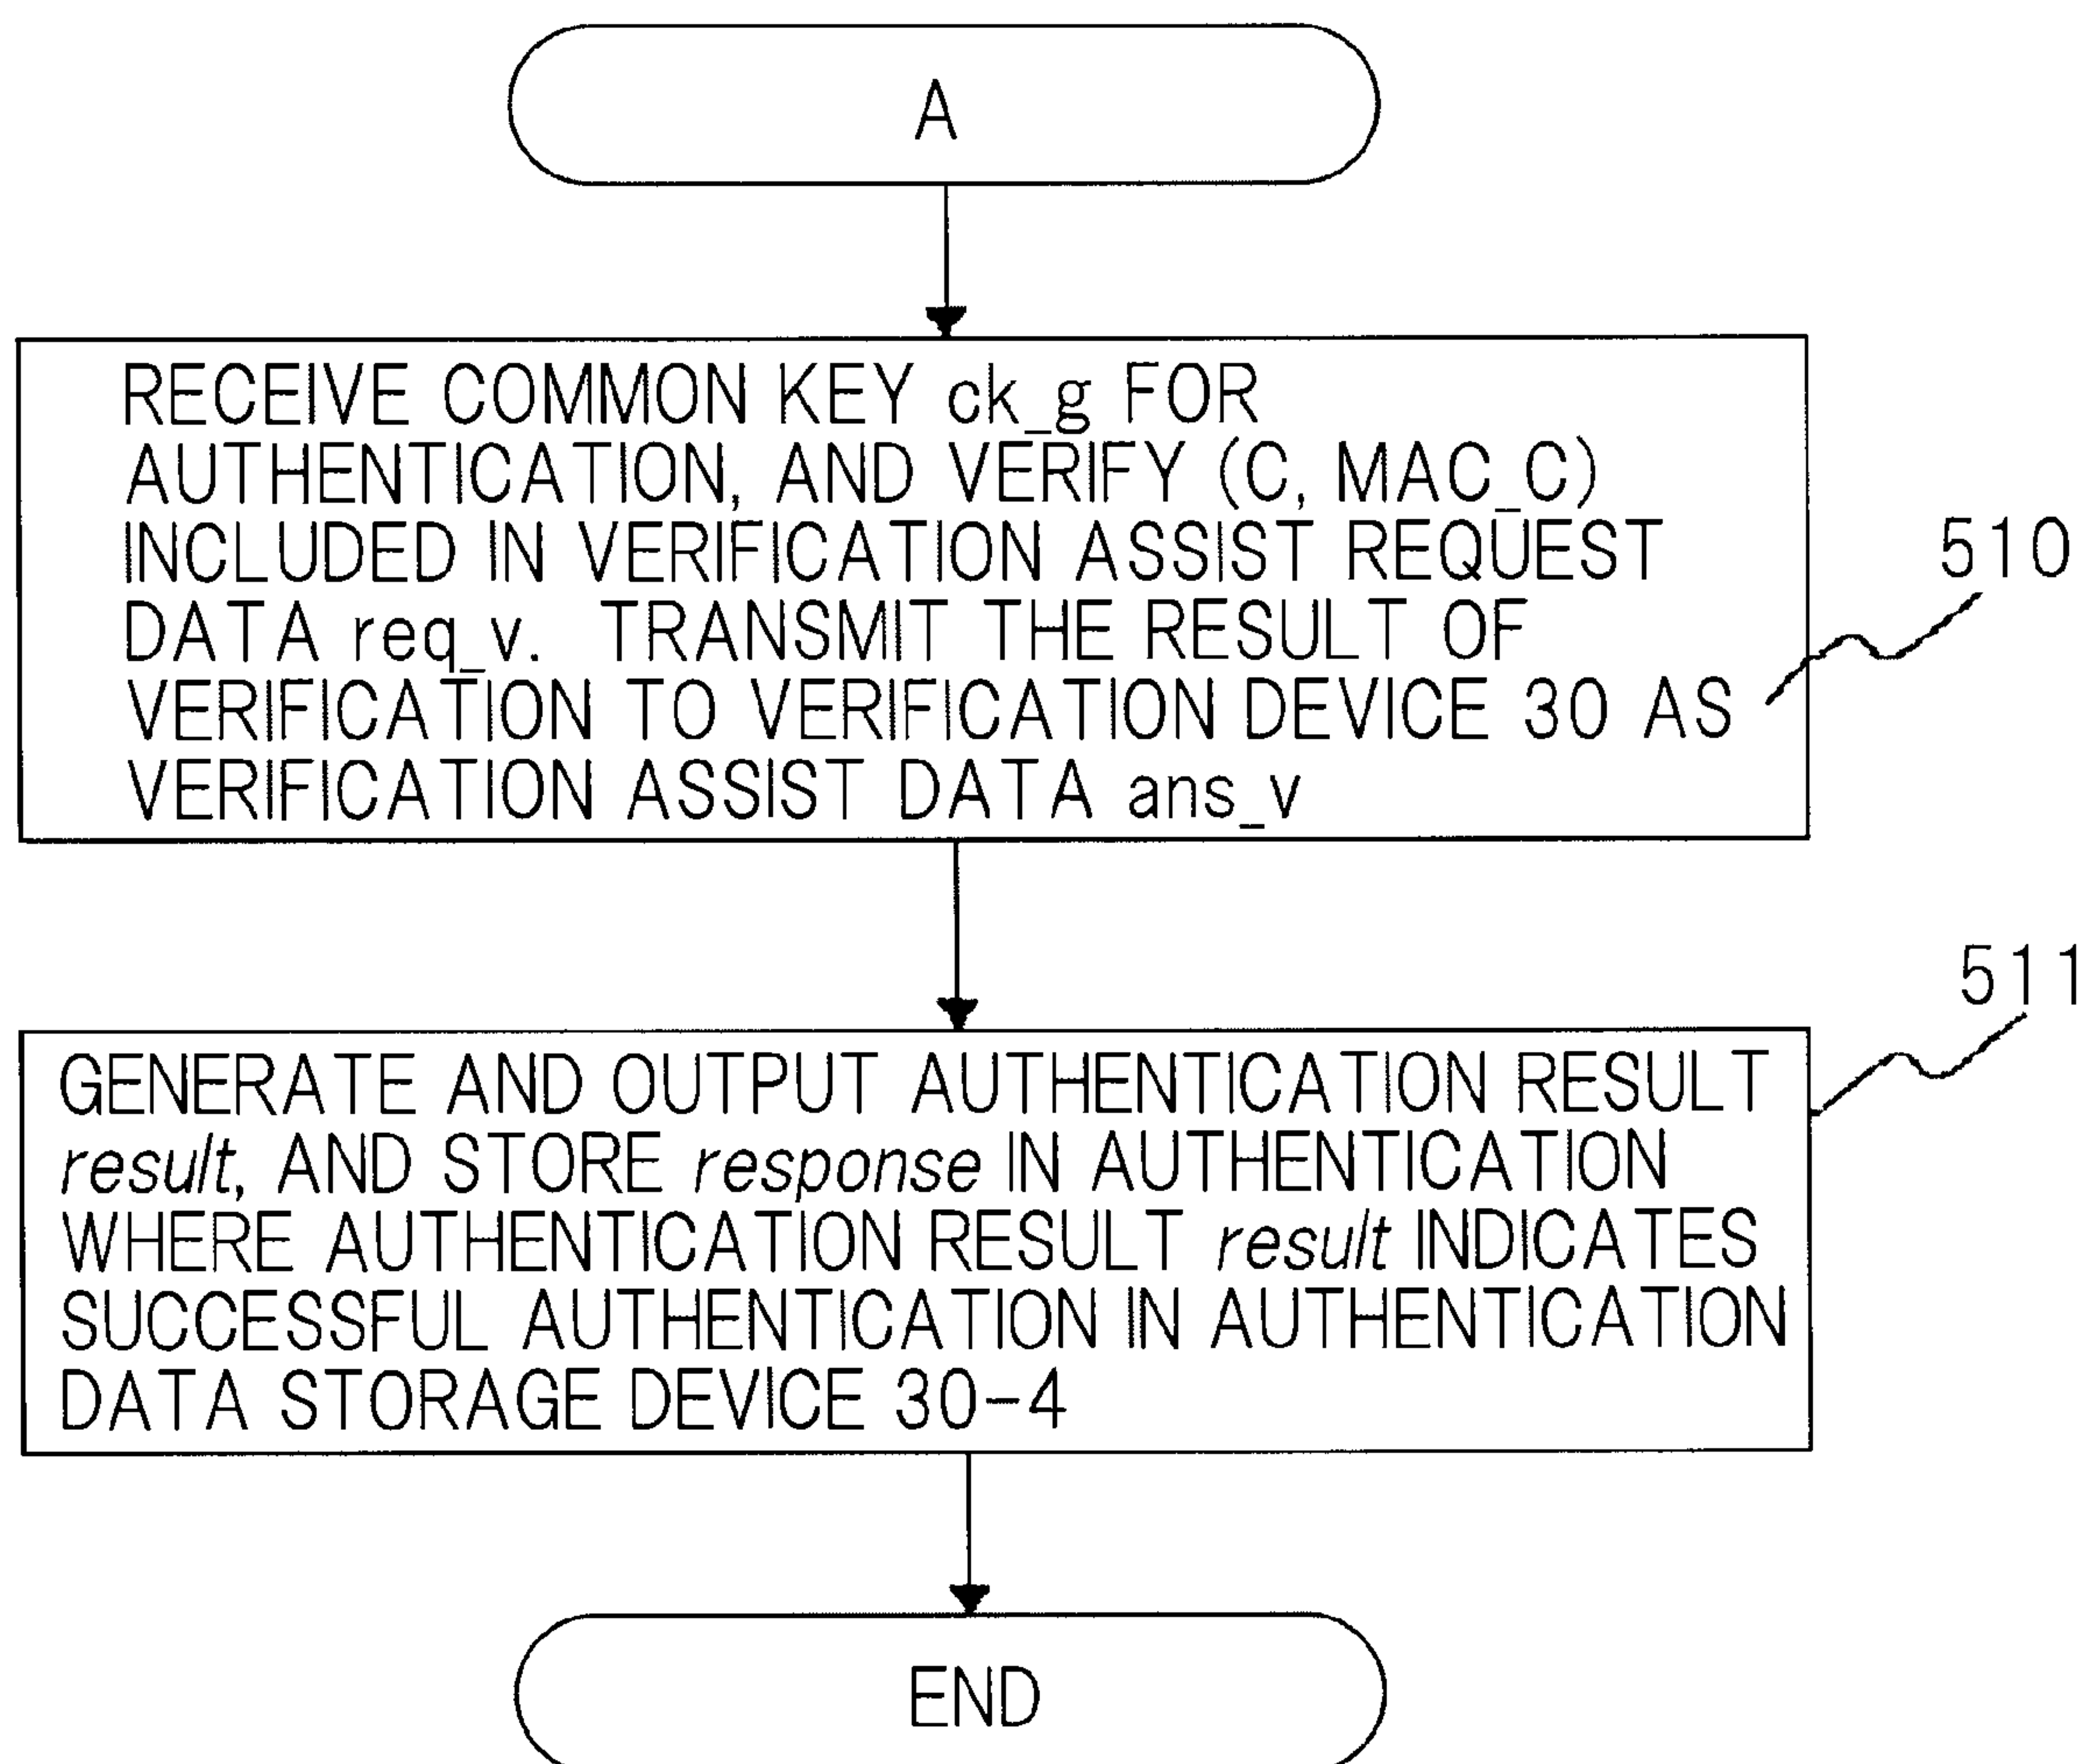 A
RECEIVE COMMON KEY ck_g FOR
AUTHENTICATION, AND VERIFY (C, MAC_C)
INCLUDED IN VERIFICATION ASSIST REQUEST
DATA req_v. TRANSMIT THE RESULT OF
VERIFICATION TO VERIFICATION DEVICE 30 AS
VERIFICATION ASSIST DATA ans_v
510
511
GENERATE AND OUTPUT AUTHENTICATION RESULT
result, AND STORE response IN AUTHENTICATION
WHERE AUTHENTICATION RESULT result INDICATES
SUCCESSFUL AUTHENTICATION IN AUTHENTICATION
DATA STORAGE DEVICE 30-4
END